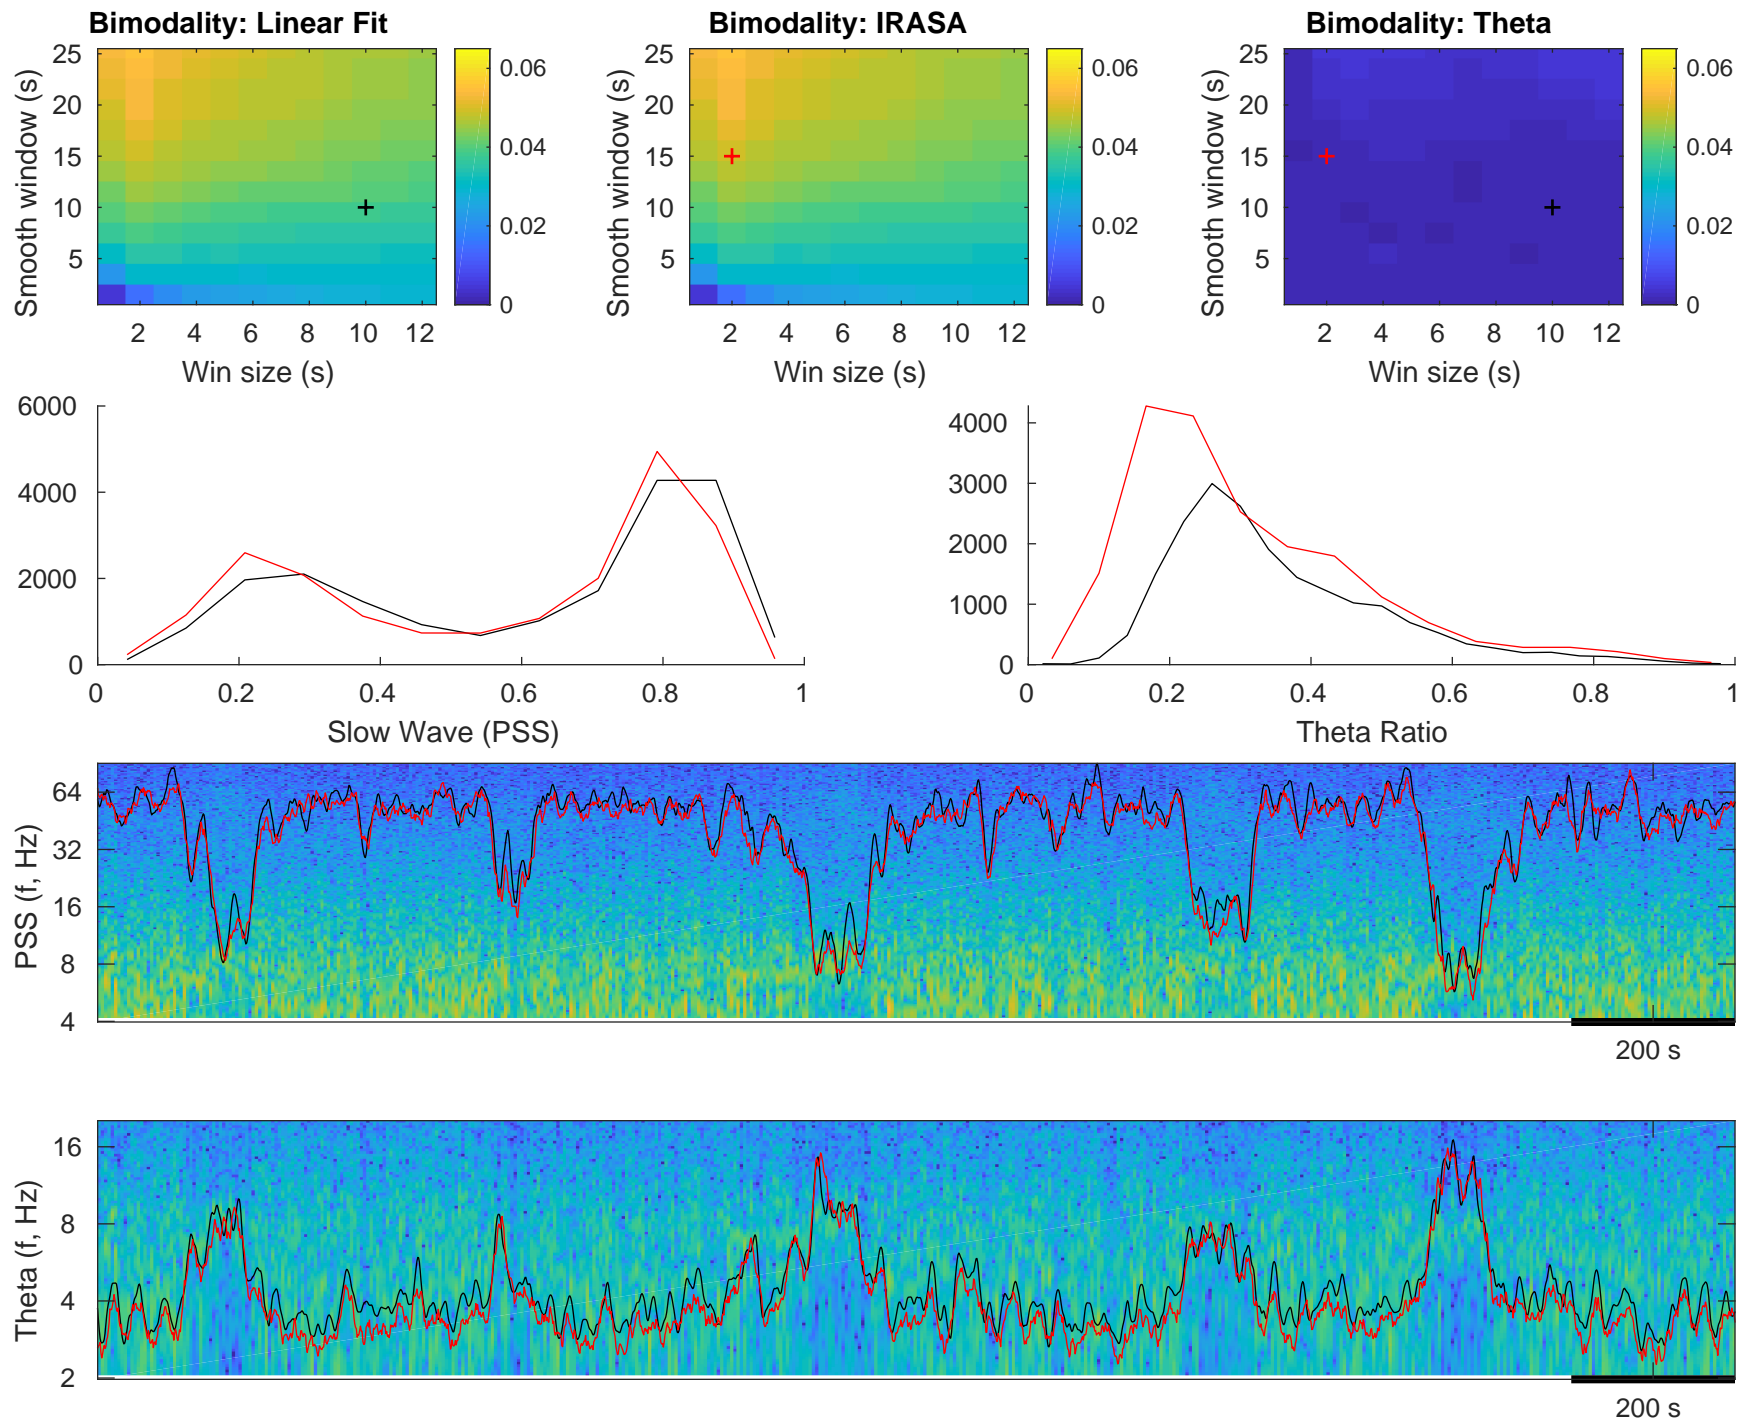 Bimodality: Linear Fit
Bimodality: IRASA
Bimodality: Theta
Smooth window (s)
25
20
15
10
5
2 4 6 8 10 12
Win size (s)
0.06
0.04
0.02
0
Smooth window (s)
25
20
15
10
5
2 4 6 8 10 12
Win size (s)
0.06
0.04
0.02
0
Smooth window (s)
25
20
15
10
5
2 4 6 8 10 12
Win size (s)
0.06
0.04
0.02
0
6000
4000
2000
0
0 0.2 0.4 0.6 0.8 1
Slow Wave (PSS)
4000
3000
2000
1000
0
0 0.2 0.4 0.6 0.8 1
Theta Ratio
PSS (f, Hz)
64
32
16
8
4
200 s
Theta (f, Hz)
16
8
4
2
200 s